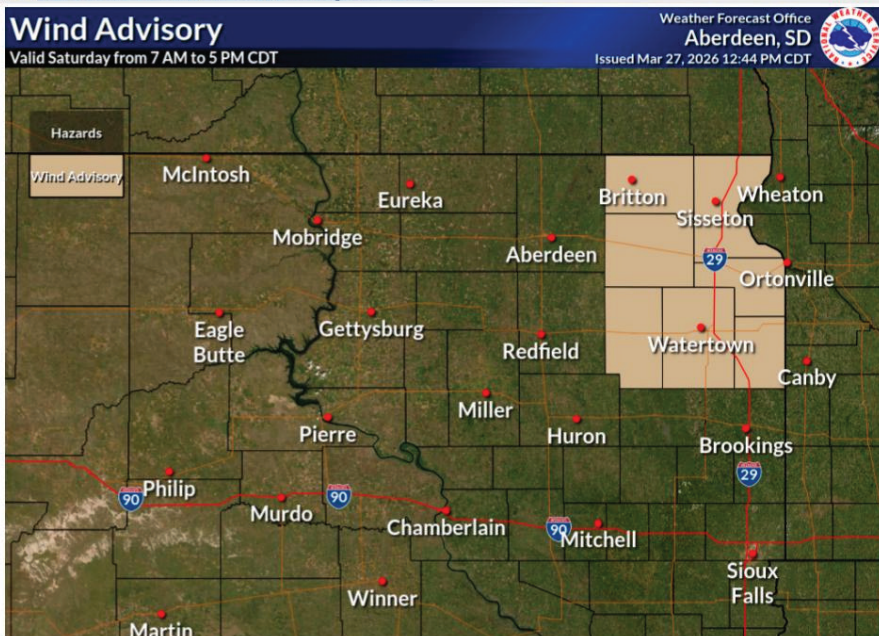 Wind Advisory
Valid Saturday from 7 AM to 5 PM CDT
Weather Forecast Office
Aberdeen, SD
Issued Mar 27, 2026 12:44 PM CDT
NATIONAL WEATHER SERVICE
Hazards
Wind Advisory
McIntosh
Eureka
Britton
Wheaton
Sisseton
Mobridge
Aberdeen
29
Ortonville
Eagle
Butte
Gettysburg
Redfield
Watertown
Canby
Miller
Pierre
Huron
Brookings
Philip
90
Murdo
90
29
Chamberlain
90
Mitchell
Sioux
Falls
Winner
Martin